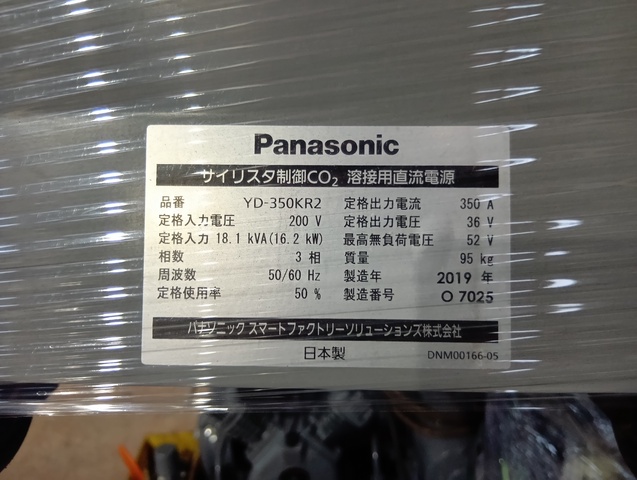 Panasonic
サイリスタ制御CO₂ 溶接用直流電源
品番 YD-350KR2 定格出力電流 350 A
定格入力電圧 200 V 定格出力電圧 36 V
定格入力 18.1 kVA(16.2 kW) 最高無負荷電圧 52 V
相数 3 相 質量 95 kg
周波数 50/60 Hz 製造年 2019 年
定格使用率 50 % 製造番号 O 7025
パナソニック スマートファクトリーソリューションズ株式会社
日本製 DNM00166-05